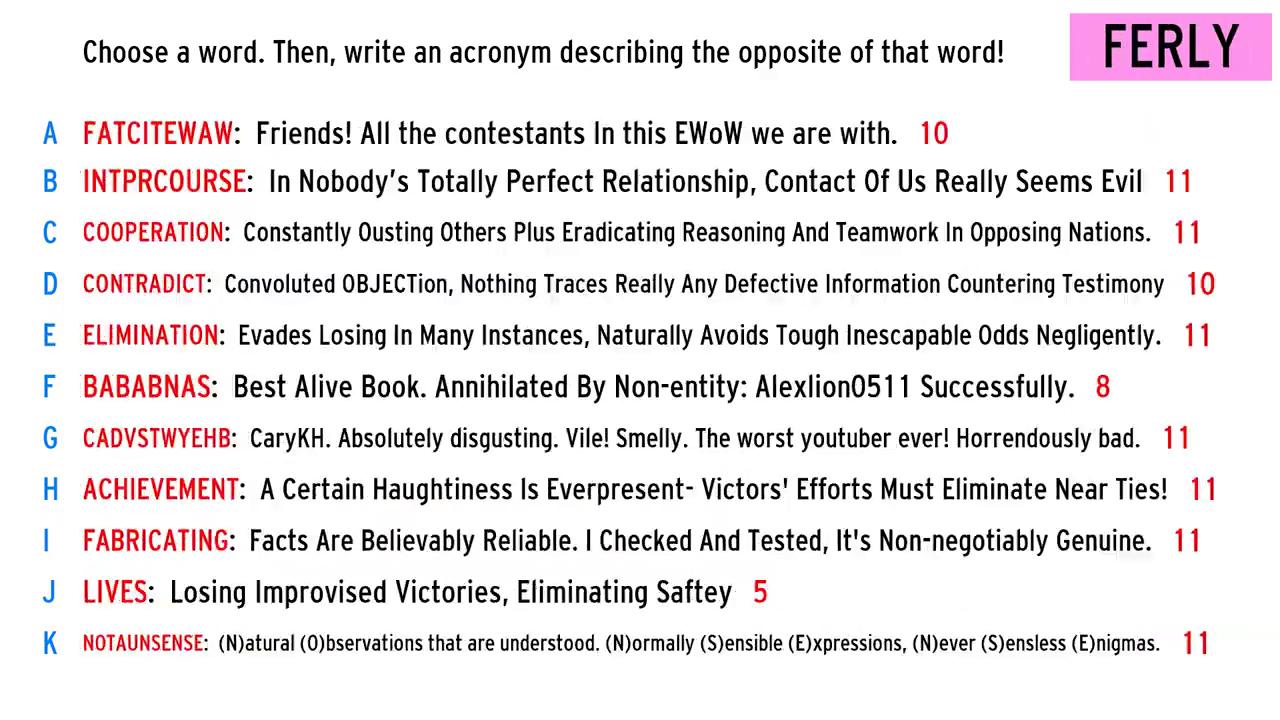 Choose a word. Then, write an acronym describing the opposite of that word!
FERLY
A FATCITEWAW: Friends! All the contestants In this EWoW we are with. 10
B INTPRCOURSE: In Nobody's Totally Perfect Relationship, Contact Of Us Really Seems Evil 11
C COOPERATION: Constantly Ousting Others Plus Eradicating Reasoning And Teamwork In Opposing Nations. 11
D CONTRADICT: Convoluted OBJECTion, Nothing Traces Really Any Defective Information Countering Testimony 10
E ELIMINATION: Evades Losing In Many Instances, Naturally Avoids Tough Inescapable Odds Negligently. 11
F BABABNAS: Best Alive Book. Annihilated By Non-entity: Alexlion0511 Successfully. 8
G CADVSTWYEHB: CaryKH. Absolutely disgusting. Vile! Smelly. The worst youtuber ever! Horrendously bad. 11
H ACHIEVEMENT: A Certain Haughtiness Is Everpresent- Victors' Efforts Must Eliminate Near Ties! 11
I FABRICATING: Facts Are Believably Reliable. I Checked And Tested, It's Non-negotiably Genuine. 11
J LIVES: Losing Improvised Victories, Eliminating Saftey 5
K NOTAUNSENSE: (N)atural (O)bservations that are understood. (N)ormally (S)ensible (E)xpressions, (N)ever (S)ensless (E)nigmas. 11